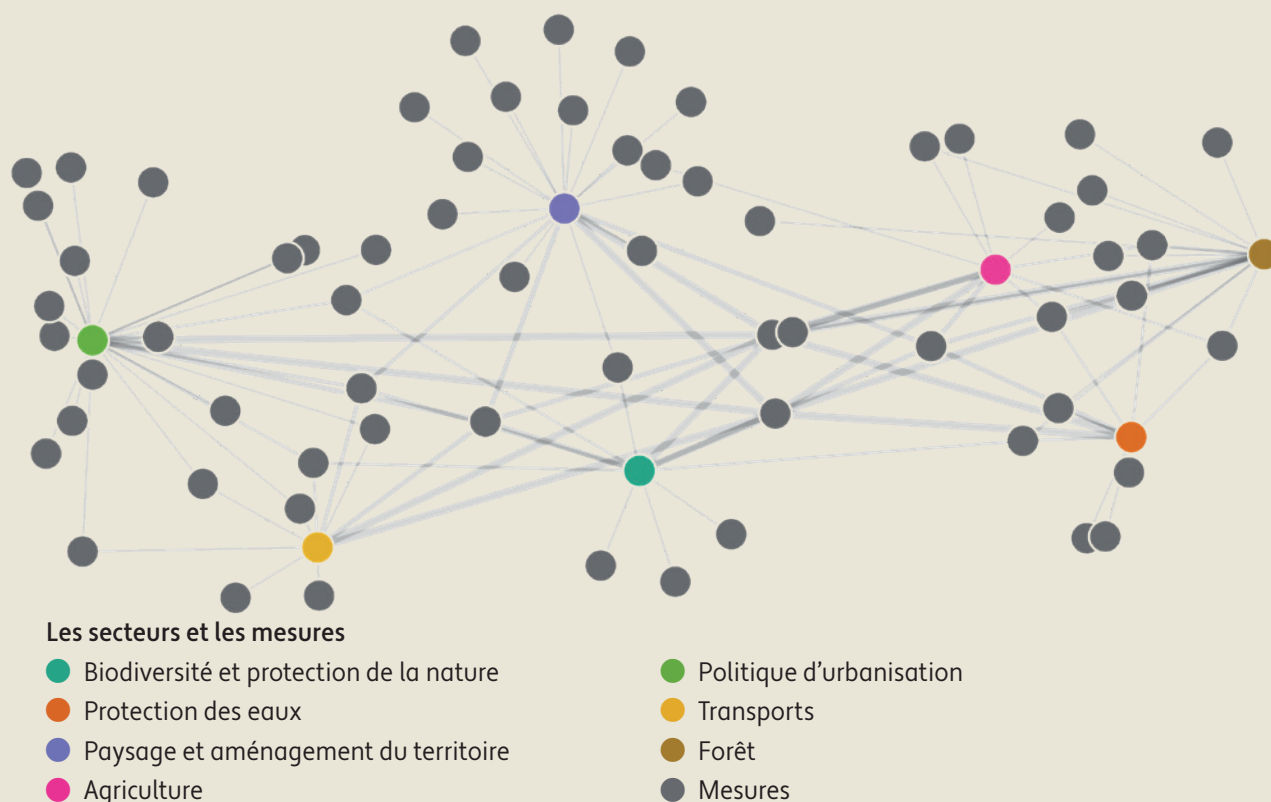 Les secteurs et les mesures
Biodiversité et protection de la nature
Protection des eaux
Paysage et aménagement du territoire
Agriculture
Politique d'urbanisation
Transports
Forêt
Mesures